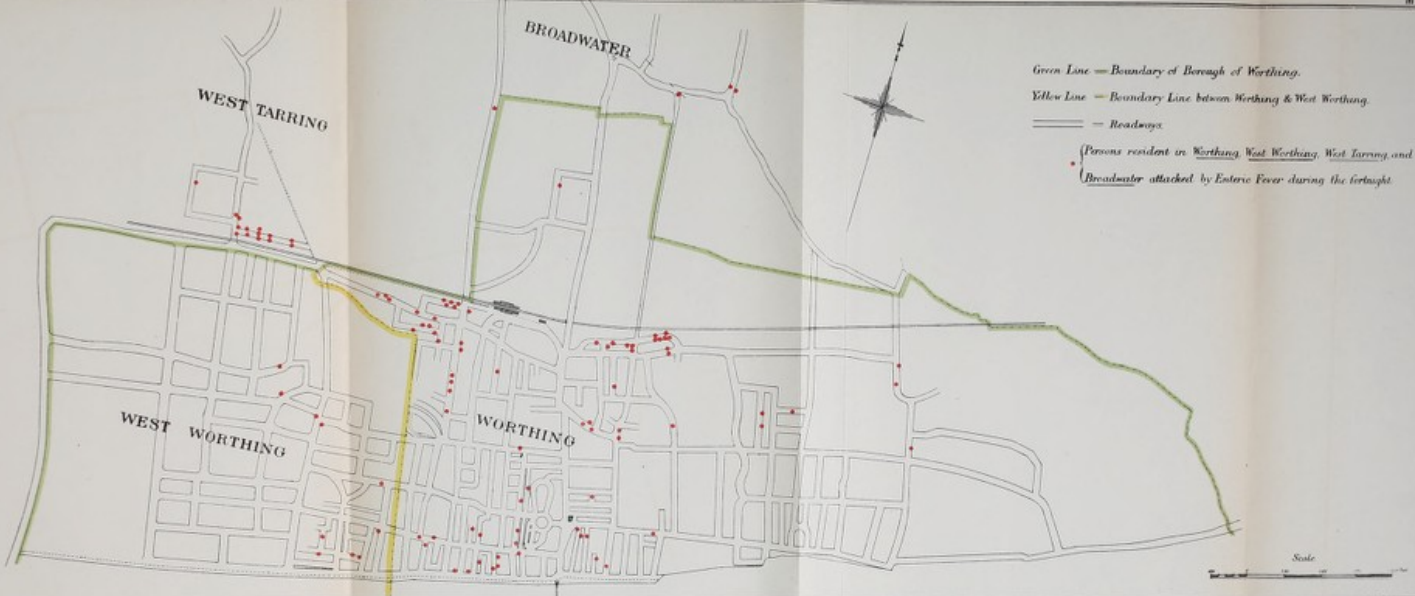 BROADWATER
WEST TARRING
Green Line — Boundary of Borough of Worthing.
Yellow Line — Boundary Line between Worthing & West Worthing.
— Roadways
Persons resident in Worthing, West Worthing, West Tarring, and
Broadwater attacked by Enteric Fever during the fortnight.
WEST WORTHING
WORTHING
Scale